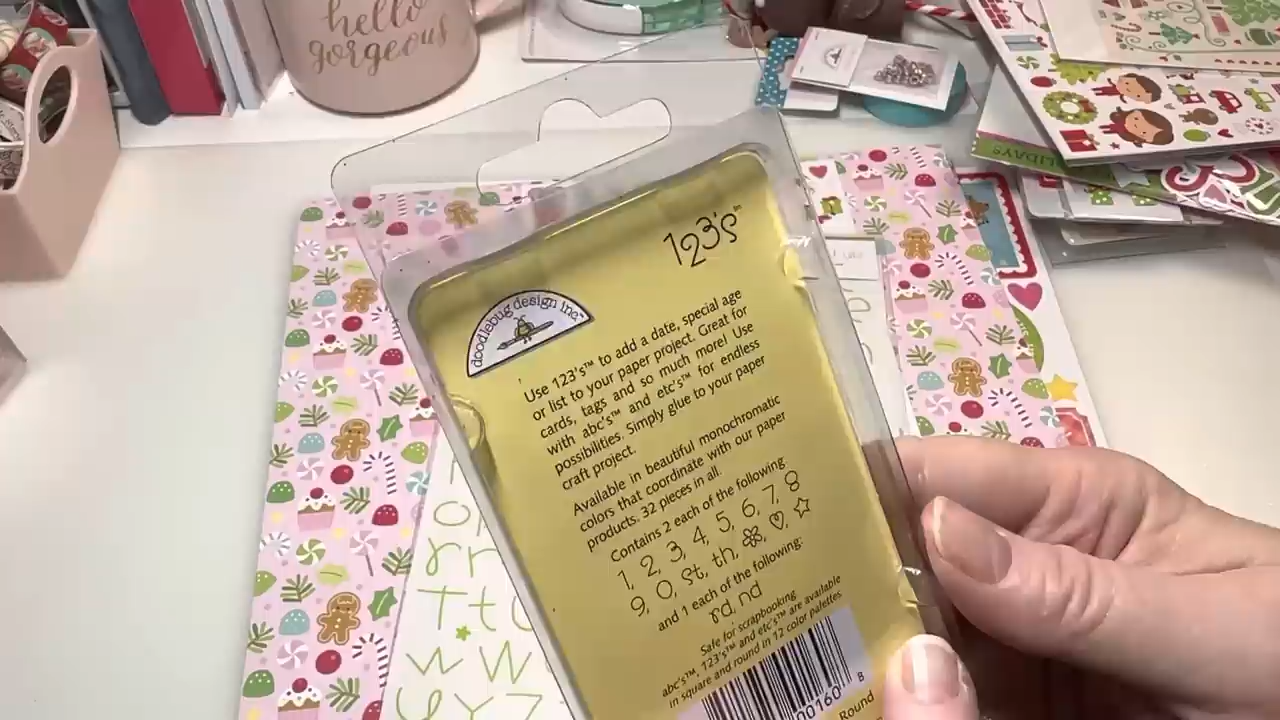 hello
gorgeous
LIDAYS
123's™
doodlebug design inc™
Use 123's™ to add a date, special age
or list to your paper project. Great for
cards, tags and so much more! Use
with abc's™ and etc's™ for endless
possibilities. Simply glue to your paper
craft project.
Available in beautiful monochromatic
colors that coordinate with our paper
products. 32 pieces in all.
Contains 2 each of the following:
1, 2, 3, 4, 5, 6, 7, 8
9, 0, st, th, ✿, ♡, ☆
and 1 each of the following:
rd, nd
Safe for scrapbooking
abc's™, 123's™ and etc's™ are available
in square and round in 12 color palettes
00160 8
Round
T t
W W
Y Z